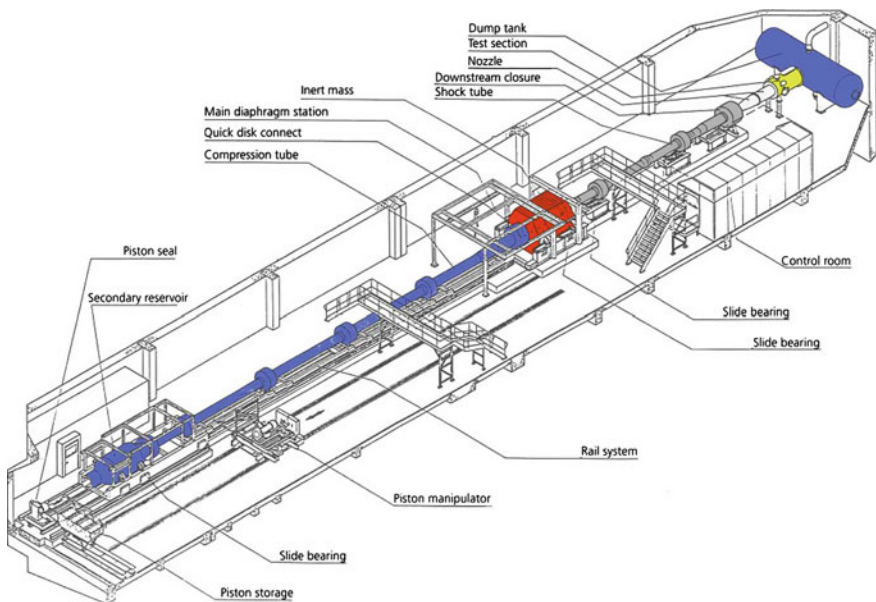 Dump tank
Test section
Nozzle
Downstream closure
Shock tube
Inert mass
Main diaphragm station
Quick disk connect
Compression tube
Piston seal
Secondary reservoir
Control room
Slide bearing
Slide bearing
Rail system
Piston manipulator
Slide bearing
Piston storage